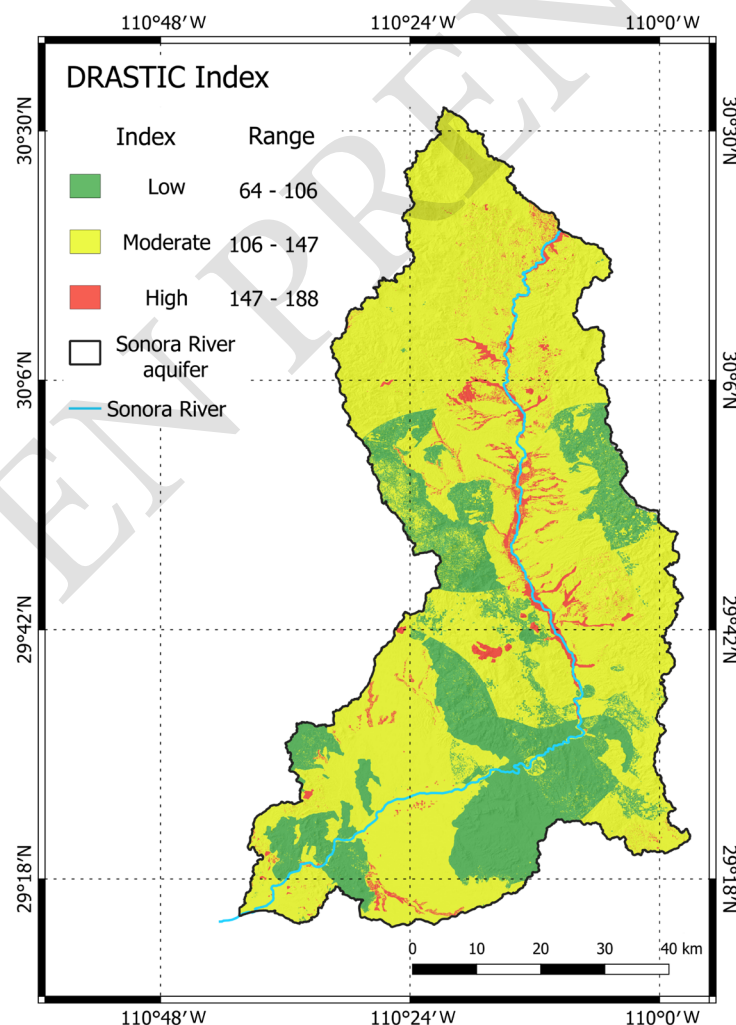 110°48'W 110°24'W 110°0'W
DRASTIC Index
Index Range
Low 64 - 106
Moderate 106 - 147
High 147 - 188
Sonora River
aquifer
Sonora River
30°30'N 30°30'N
30°6'N 30°6'N
29°42'N 29°42'N
29°18'N 29°18'N
0 10 20 30 40 km
110°48'W 110°24'W 110°0'W
EN PREN